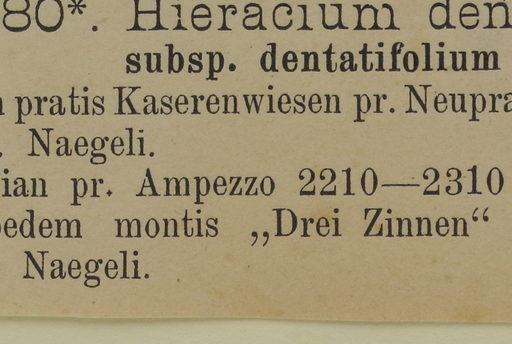 80*. Hieracium den
subsp. dentatifolium
pratis Kaserenwiesen pr. Neupra
. Naegeli.
ian pr. Ampezzo 2210—2310
pedem montis „Drei Zinnen“
Naegeli.